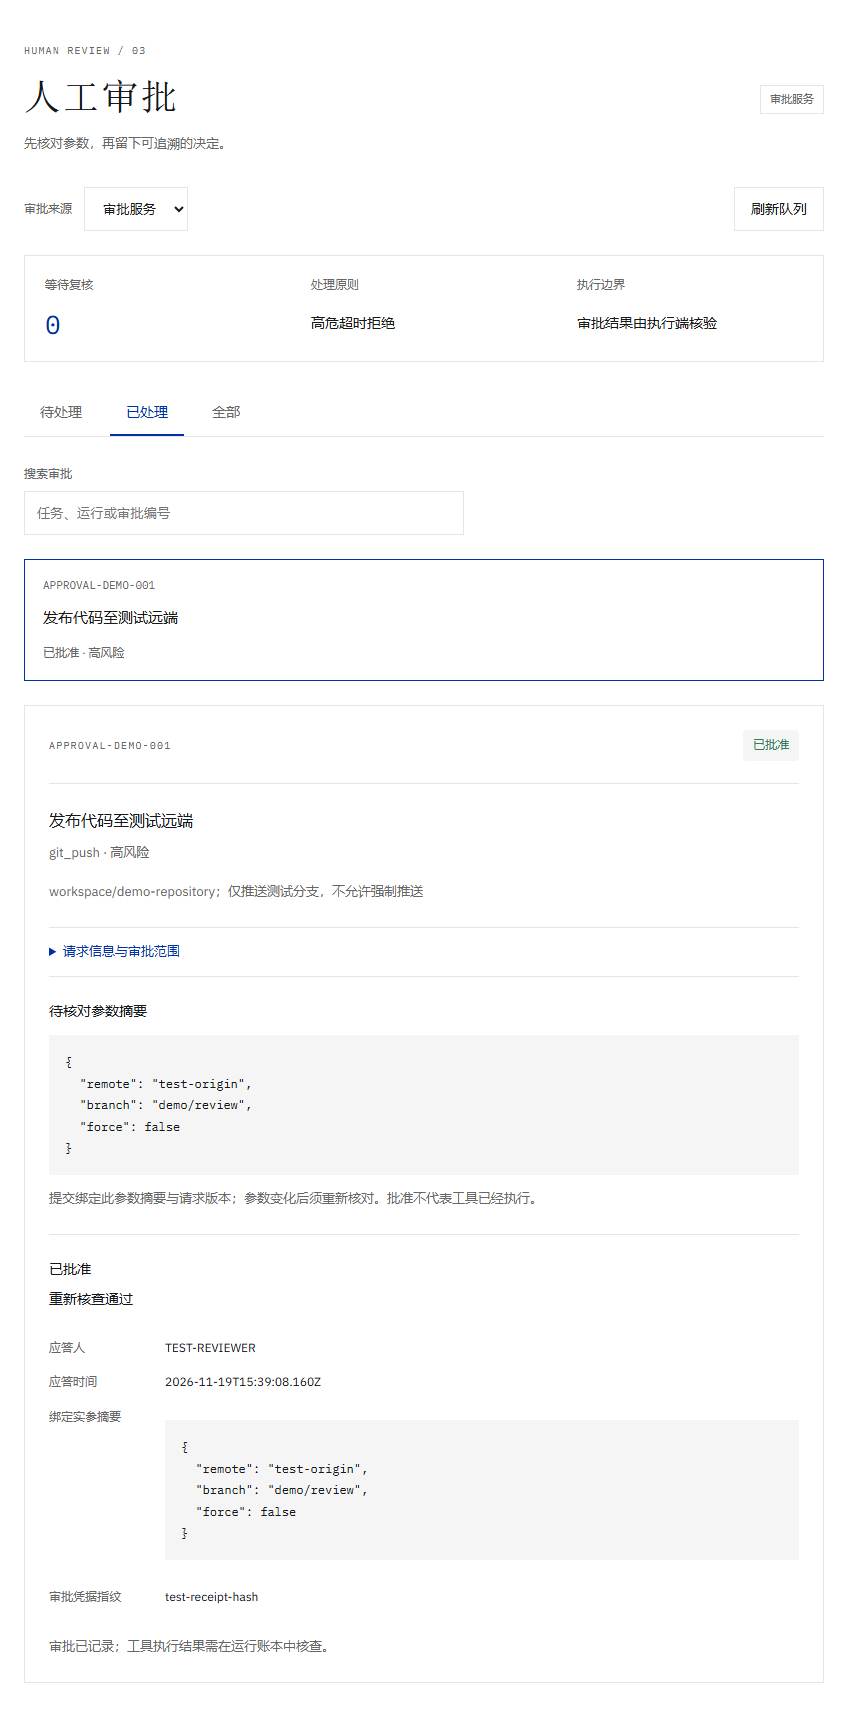 HUMAN REVIEW / 03
人工审批
审批服务
先核对参数，再留下可追溯的决定。
审批来源
审批服务
刷新队列
等待复核
处理原则
执行边界
0
高危超时拒绝
审批结果由执行端核验
待处理
已处理
全部
搜索审批
任务、运行或审批编号
APPROVAL-DEMO-001
发布代码至测试远端
已批准 · 高风险
APPROVAL-DEMO-001
已批准
发布代码至测试远端
git_push · 高风险
workspace/demo-repository；仅推送测试分支，不允许强制推送
请求信息与审批范围
待核对参数摘要
{
"remote": "test-origin",
"branch": "demo/review",
"force": false
}
提交绑定此参数摘要与请求版本；参数变化后须重新核对。批准不代表工具已经执行。
已批准
重新核查通过
应答人 TEST-REVIEWER
应答时间 2026-11-19T15:39:08.160Z
绑定实参摘要
{
"remote": "test-origin",
"branch": "demo/review",
"force": false
}
审批凭据指纹 test-receipt-hash
审批已记录；工具执行结果需在运行账本中核查。